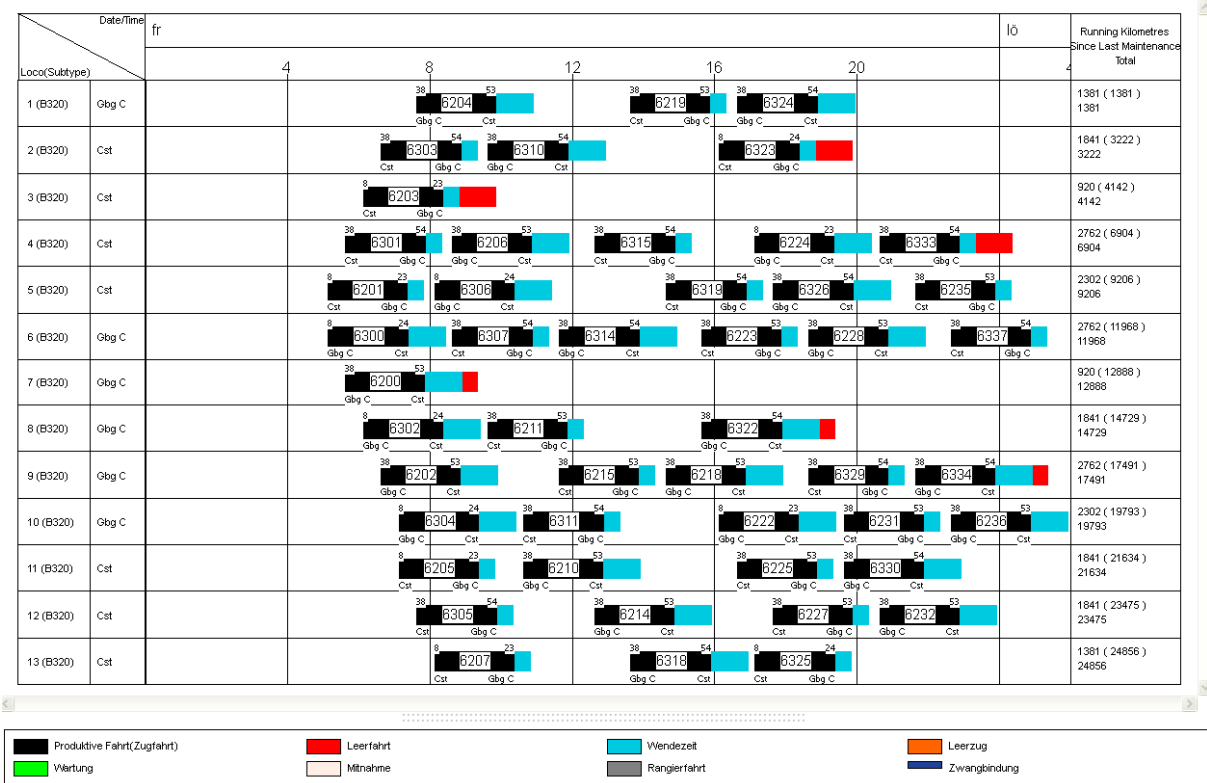 Date/Time
fr
lö
Running Kilometres
Since Last Maintenance
Total
Loco(Subtype)
4 8 12 16 20 4
1 (B320) Gbg C
38 53 38 53 38 54
6204 6219 6324
Gbg C Cst Cst Gbg C Gbg C Cst
1381 ( 1381 )
1381
2 (B320) Cst
38 54 38 54 8 24
6303 6310 6323
Cst Gbg C Gbg C Cst Cst Gbg C
1841 ( 3222 )
3222
3 (B320) Cst
8 23
6203
Cst Gbg C
920 ( 4142 )
4142
4 (B320) Cst
38 54 38 53 38 54 8 23 38 54
6301 6206 6315 6224 6333
Cst Gbg C Gbg C Cst Cst Gbg C Gbg C Cst Cst Gbg C
2762 ( 6904 )
6904
5 (B320) Cst
8 23 8 24 38 54 38 54 38 53
6201 6306 6319 6326 6235
Cst Gbg C Gbg C Cst Cst Gbg C Gbg C Cst Cst Gbg C
2302 ( 9206 )
9206
6 (B320) Gbg C
8 24 38 54 38 54 38 53 38 53 38 54
6300 6307 6314 6223 6228 6337
Gbg C Cst Cst Gbg C Gbg C Cst Cst Gbg C Gbg C Cst Cst Gbg C
2762 ( 11968 )
11968
7 (B320) Gbg C
38 53
6200
Gbg C Cst
920 ( 12888 )
12888
8 (B320) Gbg C
8 24 38 53 38 54
6302 6211 6322
Gbg C Cst Cst Gbg C Gbg C Cst
1841 ( 14729 )
14729
9 (B320) Gbg C
38 53 38 53 38 53 38 54 38 54
6202 6215 6218 6329 6334
Gbg C Cst Cst Gbg C Gbg C Cst Cst Gbg C Gbg C Cst
2762 ( 17491 )
17491
10 (B320) Gbg C
8 24 38 54 8 23 38 53 38 53
6304 6311 6222 6231 6236
Gbg C Cst Cst Gbg C Gbg C Cst Cst Gbg C Gbg C Cst
2302 ( 19793 )
19793
11 (B320) Cst
8 23 38 53 38 53 38 54
6205 6210 6225 6330
Cst Gbg C Gbg C Cst Cst Gbg C Gbg C Cst
1841 ( 21634 )
21634
12 (B320) Cst
38 54 38 53 38 53 38 53
6305 6214 6227 6232
Cst Gbg C Gbg C Cst Cst Gbg C Gbg C Cst
1841 ( 23475 )
23475
13 (B320) Cst
8 23 38 54 8 24
6207 6318 6325
Cst Gbg C Gbg C Cst Cst Gbg C
1381 ( 24856 )
24856
Produktive Fahrt(Zugfahrt) Leerfahrt Wendezeit Leerzug
Wartung Mitnahme Rangierfahrt Zwangbindung